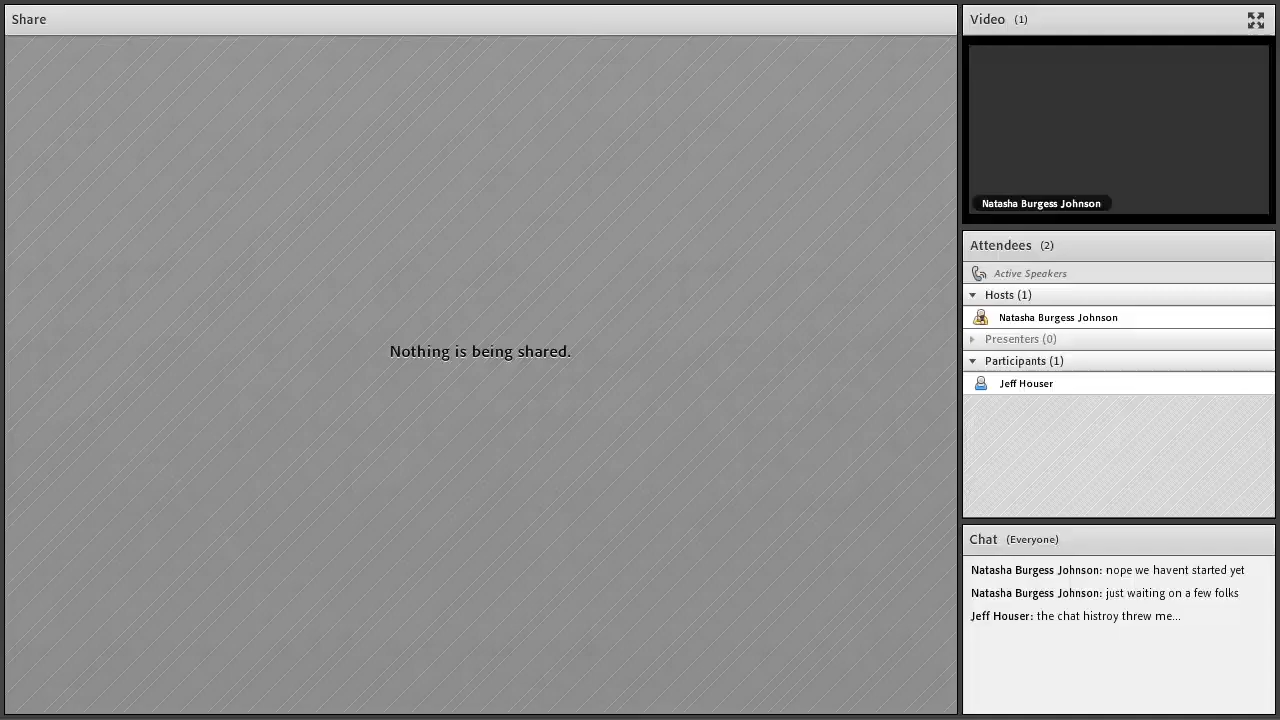 Share
Nothing is being shared.
Video (1)
Natasha Burgess Johnson
Attendees (2)
Active Speakers
Hosts (1)
Natasha Burgess Johnson
Presenters (0)
Participants (1)
Jeff Houser
Chat (Everyone)
Natasha Burgess Johnson: nope we havent started yet
Natasha Burgess Johnson: just waiting on a few folks
Jeff Houser: the chat histroy threw me...